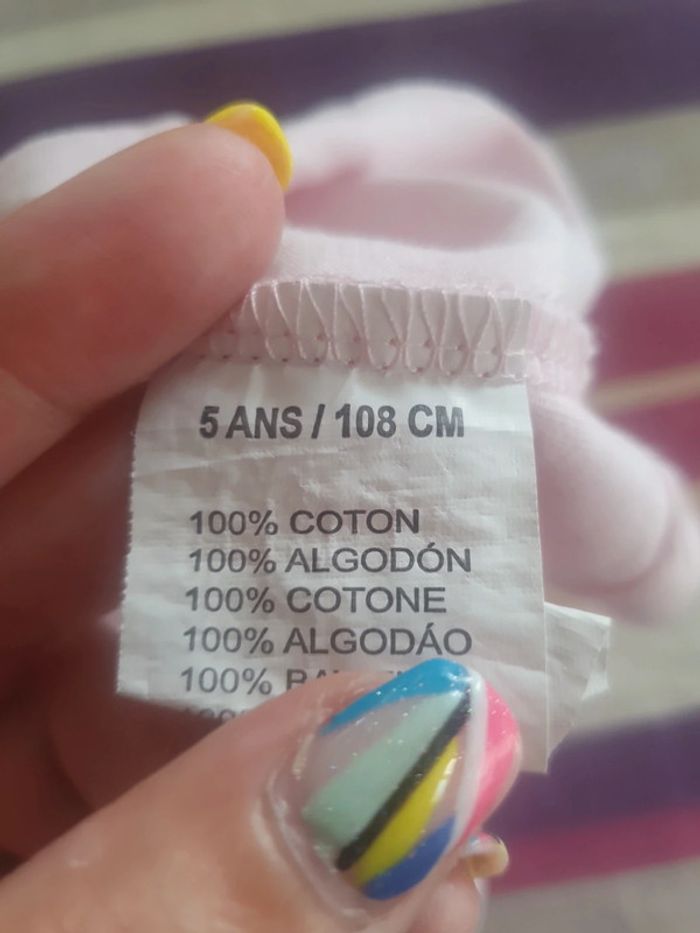 5 ANS / 108 CM
100% COTON
100% ALGODÓN
100% COTONE
100% ALGODÁO
100%